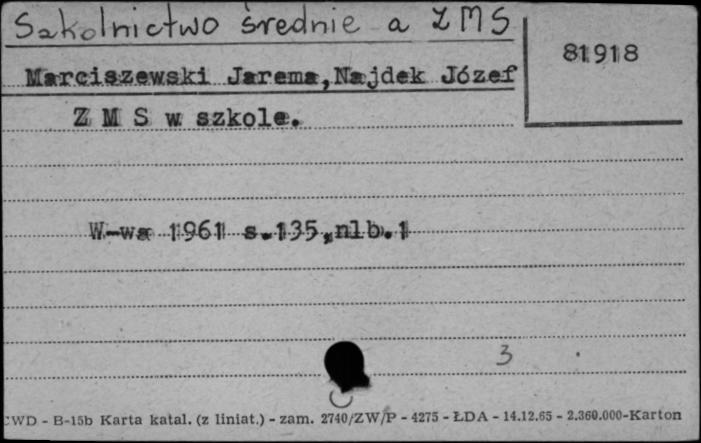 Szkolnictwo średnie a ZMS
81918
Marciszewski Jarema,Najdek Józef
Z M S w szkole.
W-wa 1961 s.135,nlb.1
3
CWD - B-15b Karta katal. (z liniat.) - zam. 2740/ZW/P - 4275 - ŁDA - 14.12.65 - 2.360.000-Karton